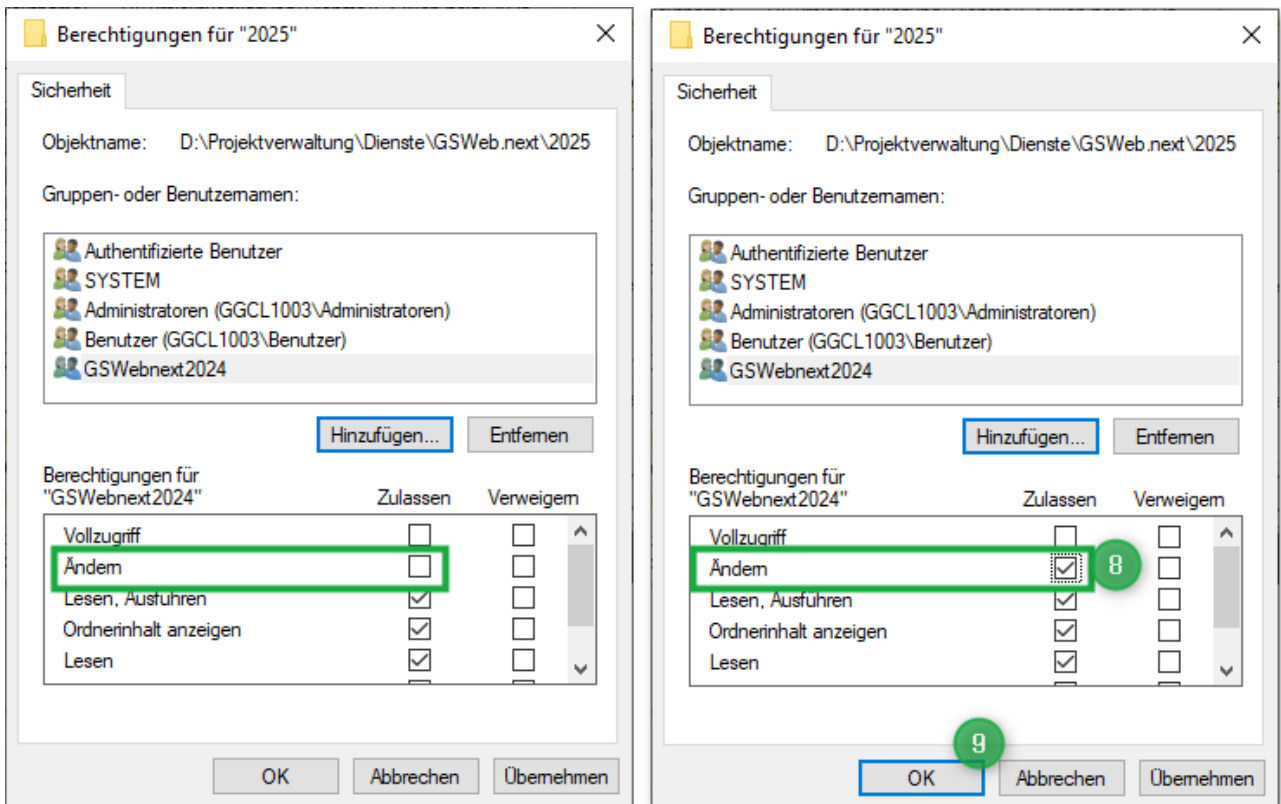 Berechtigungen für "2025"
Sicherheit
Objektname: D:\Projektverwaltung\Dienste\GSWeb.next\2025
Gruppen- oder Benutzernamen:
Authentifizierte Benutzer
SYSTEM
Administratoren (GGCL1003\Administratoren)
Benutzer (GGCL1003\Benutzer)
GSWebnext2024
Hinzufügen... Entfernen
Berechtigungen für
"GSWebnext2024" Zulassen Verweigern
Vollzugriff
Ändern
Lesen, Ausführen
Ordnerinhalt anzeigen
Lesen
OK Abbrechen Übernehmen
Berechtigungen für "2025"
Sicherheit
Objektname: D:\Projektverwaltung\Dienste\GSWeb.next\2025
Gruppen- oder Benutzernamen:
Authentifizierte Benutzer
SYSTEM
Administratoren (GGCL1003\Administratoren)
Benutzer (GGCL1003\Benutzer)
GSWebnext2024
Hinzufügen... Entfernen
Berechtigungen für
"GSWebnext2024" Zulassen Verweigern
Vollzugriff
Ändern 8
Lesen, Ausführen
Ordnerinhalt anzeigen
Lesen
9
OK Abbrechen Übernehmen